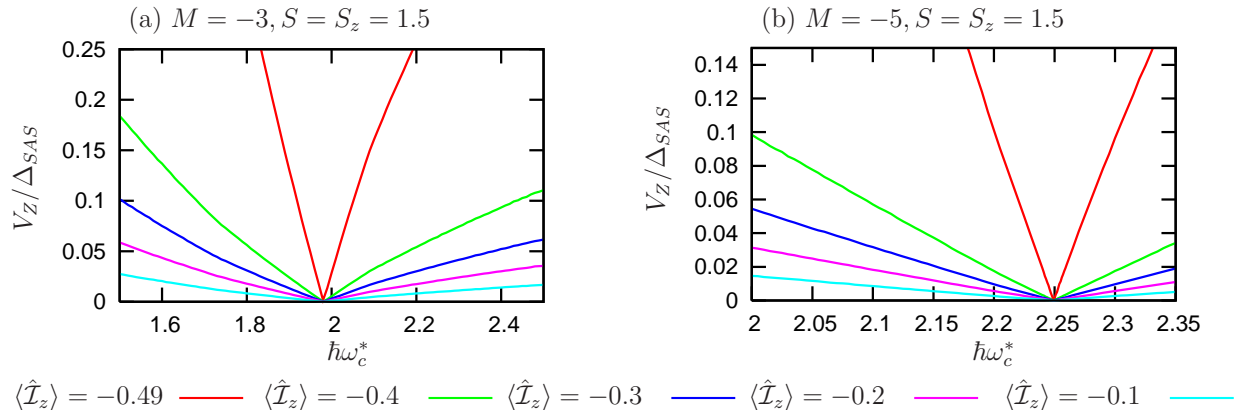 (a) M = −3, S = S_z = 1.5
(b) M = −5, S = S_z = 1.5
V_Z/Δ_SAS
0.25
0.2
0.15
0.1
0.05
0
1.6 1.8 2 2.2 2.4
ħω_c^*
V_Z/Δ_SAS
0.14
0.12
0.1
0.08
0.06
0.04
0.02
0
2 2.05 2.1 2.15 2.2 2.25 2.3 2.35
ħω_c^*
⟨Î_z⟩ = −0.49 ⟨Î_z⟩ = −0.4 ⟨Î_z⟩ = −0.3 ⟨Î_z⟩ = −0.2 ⟨Î_z⟩ = −0.1